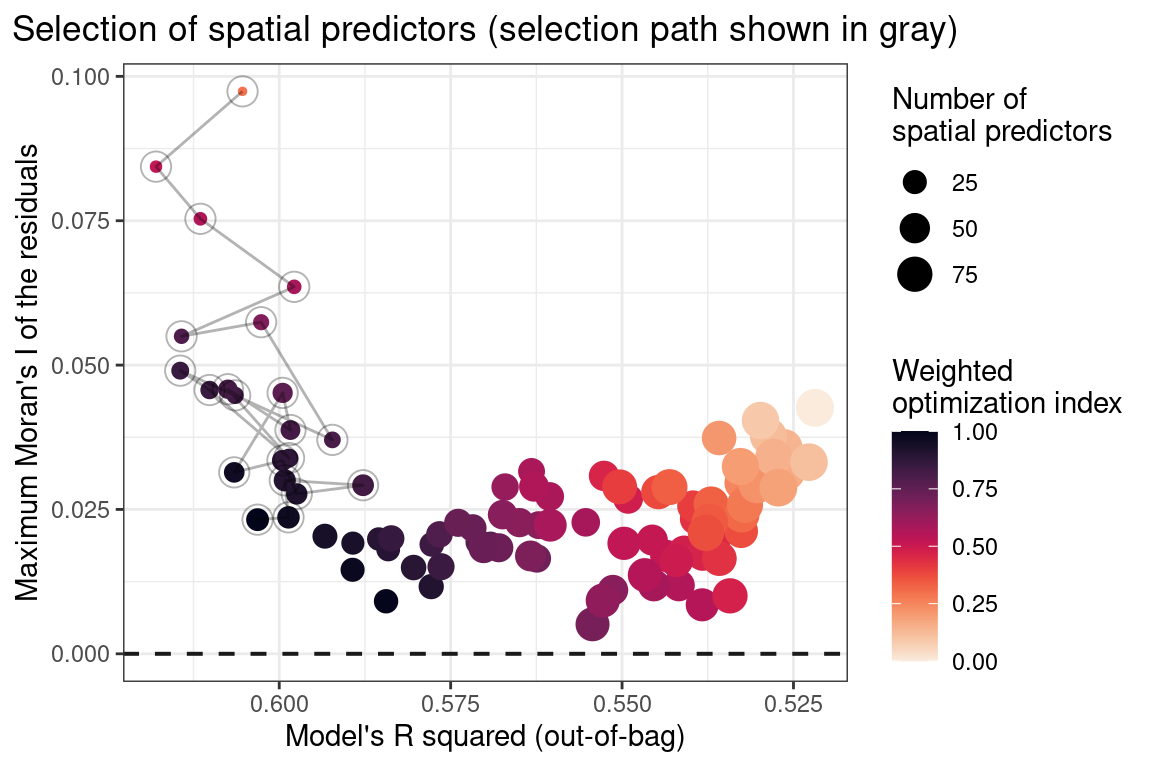 Selection of spatial predictors (selection path shown in gray)
Maximum Moran's I of the residuals
0.100
0.075
0.050
0.025
0.000
0.600
0.575
0.550
0.525
Model's R squared (out-of-bag)
Number of
spatial predictors
25
50
75
Weighted
optimization index
1.00
0.75
0.50
0.25
0.00